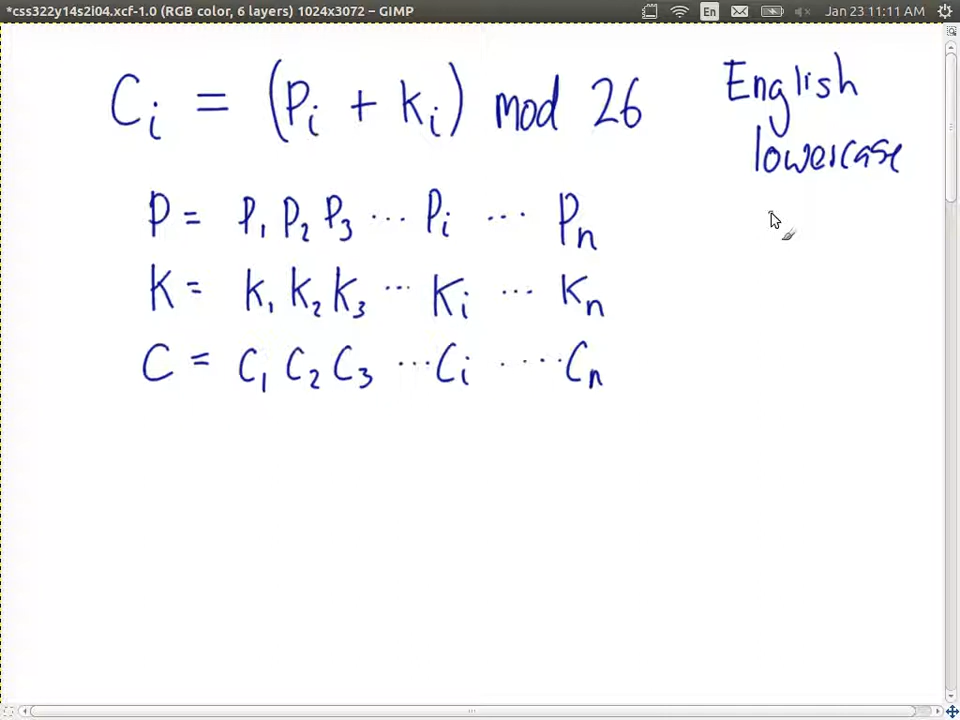 *css322y14s2i04.xcf-1.0 (RGB color, 6 layers) 1024x3072 – GIMP En Jan 23 11:11 AM
Ci = (Pi + Ki) mod 26
English
lowercase
P = P1 P2 P3 ... Pi ... Pn
K = K1 K2 K3 ... Ki ... Kn
C = C1 C2 C3 ... Ci .... Cn